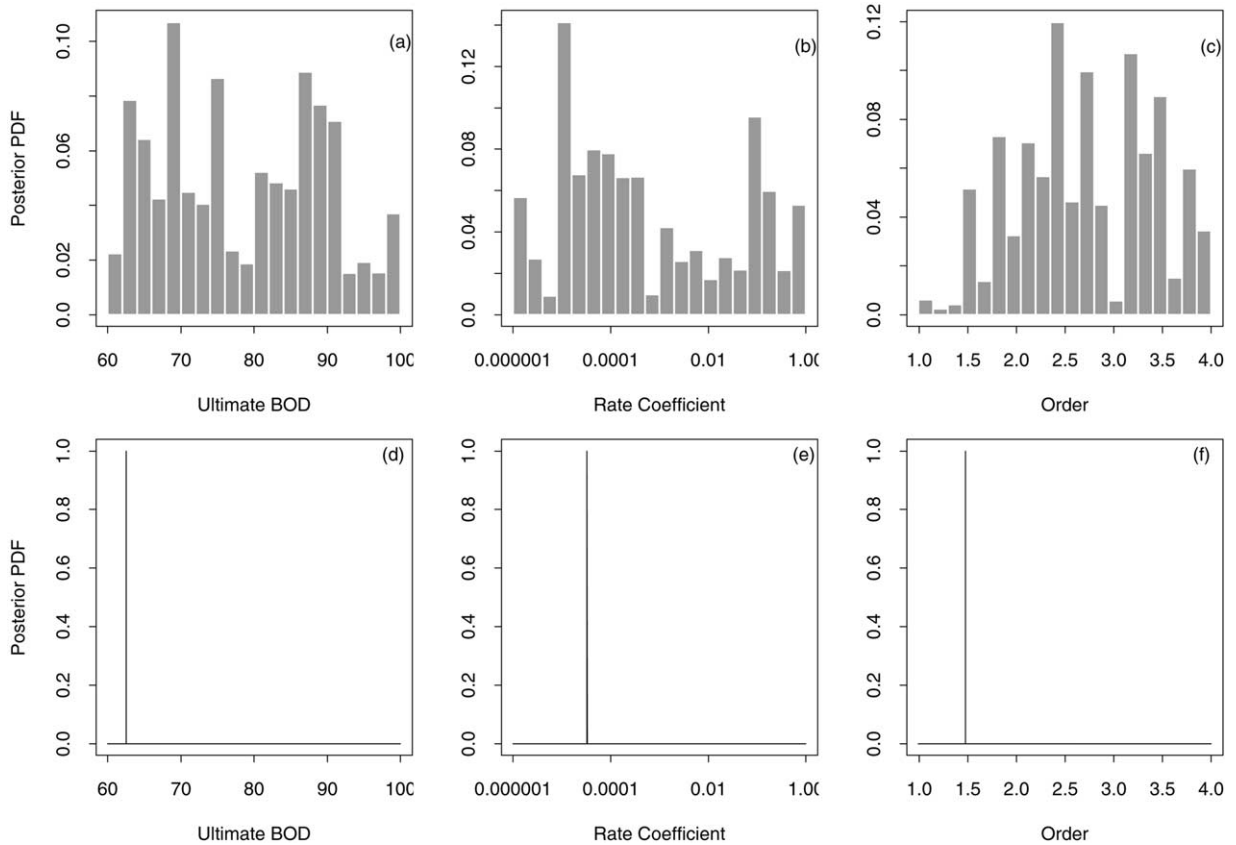 Posterior PDF
0.0 0.02 0.06 0.10
(a)
60 70 80 90 100
Ultimate BOD
0.0 0.04 0.08 0.12
(b)
0.000001 0.0001 0.01 1.00
Rate Coefficient
0.0 0.04 0.08 0.12
(c)
1.0 1.5 2.0 2.5 3.0 3.5 4.0
Order
Posterior PDF
0.0 0.2 0.4 0.6 0.8 1.0
(d)
60 70 80 90 100
Ultimate BOD
0.0 0.2 0.4 0.6 0.8 1.0
(e)
0.000001 0.0001 0.01 1.00
Rate Coefficient
0.0 0.2 0.4 0.6 0.8 1.0
(f)
1.0 1.5 2.0 2.5 3.0 3.5 4.0
Order